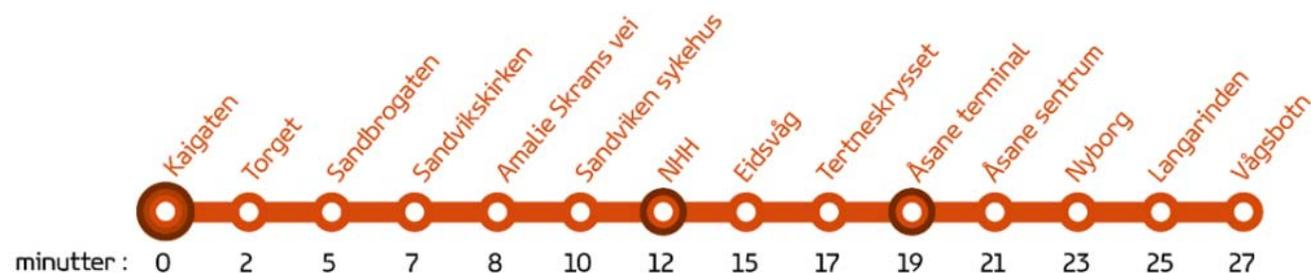 Kaigaten
Torget
Sandbrogaten
Sandvikskirken
Amalie Skrams vei
Sandviken sykehus
NHH
Eidsvåg
Tertneskrysset
Åsane terminal
Åsane sentrum
Nyborg
Langarinden
Vågsbotn
minutter : 0 2 5 7 8 10 12 15 17 19 21 23 25 27